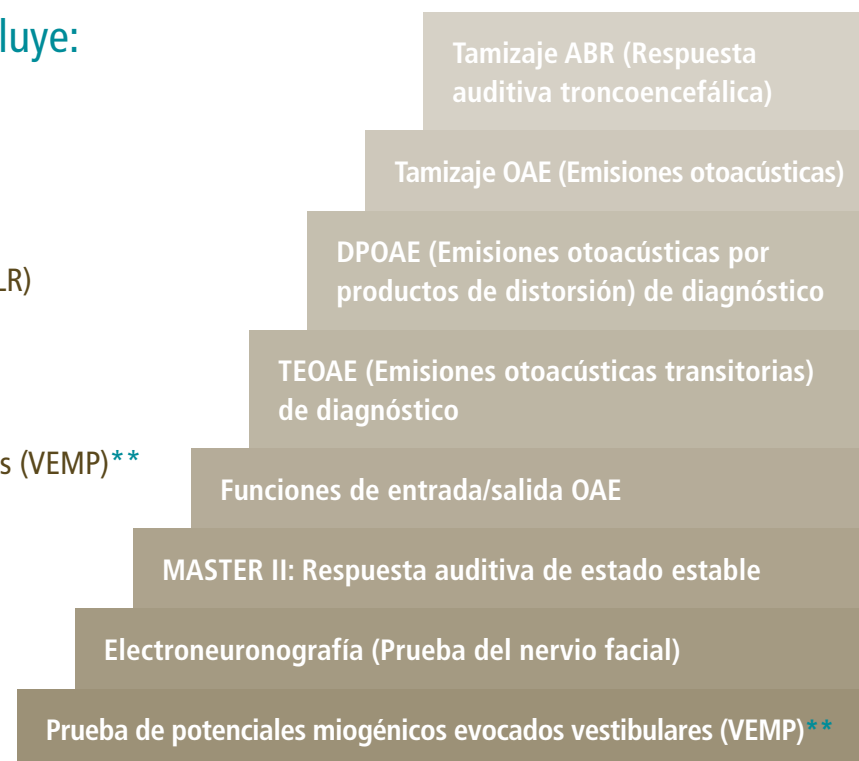 luye:
Tamizaje ABR (Respuesta
auditiva troncoencefálica)
Tamizaje OAE (Emisiones otoacústicas)
DPOAE (Emisiones otoacústicas por
productos de distorsión) de diagnóstico
LR)
TEOAE (Emisiones otoacústicas transitorias)
de diagnóstico
s (VEMP)**
Funciones de entrada/salida OAE
MASTER II: Respuesta auditiva de estado estable
Electroneuronografía (Prueba del nervio facial)
Prueba de potenciales miogénicos evocados vestibulares (VEMP)**